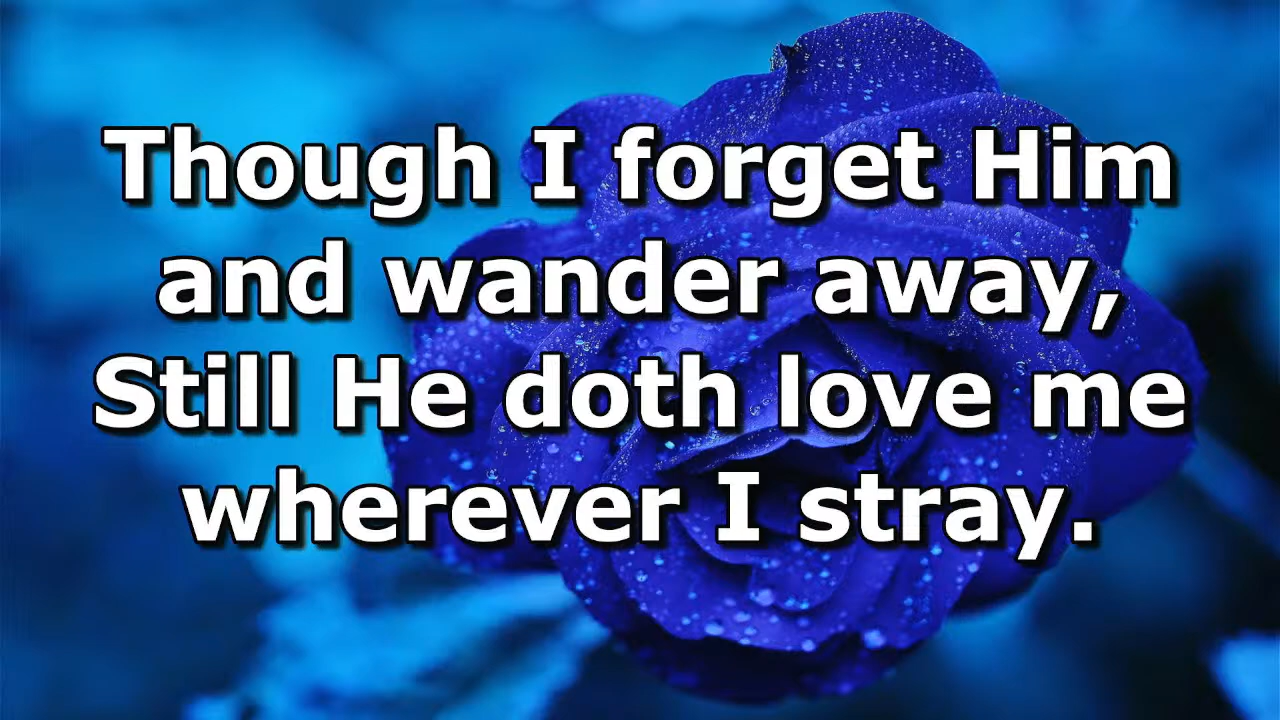 Though I forget Him
and wander away,
Still He doth love me
wherever I stray.